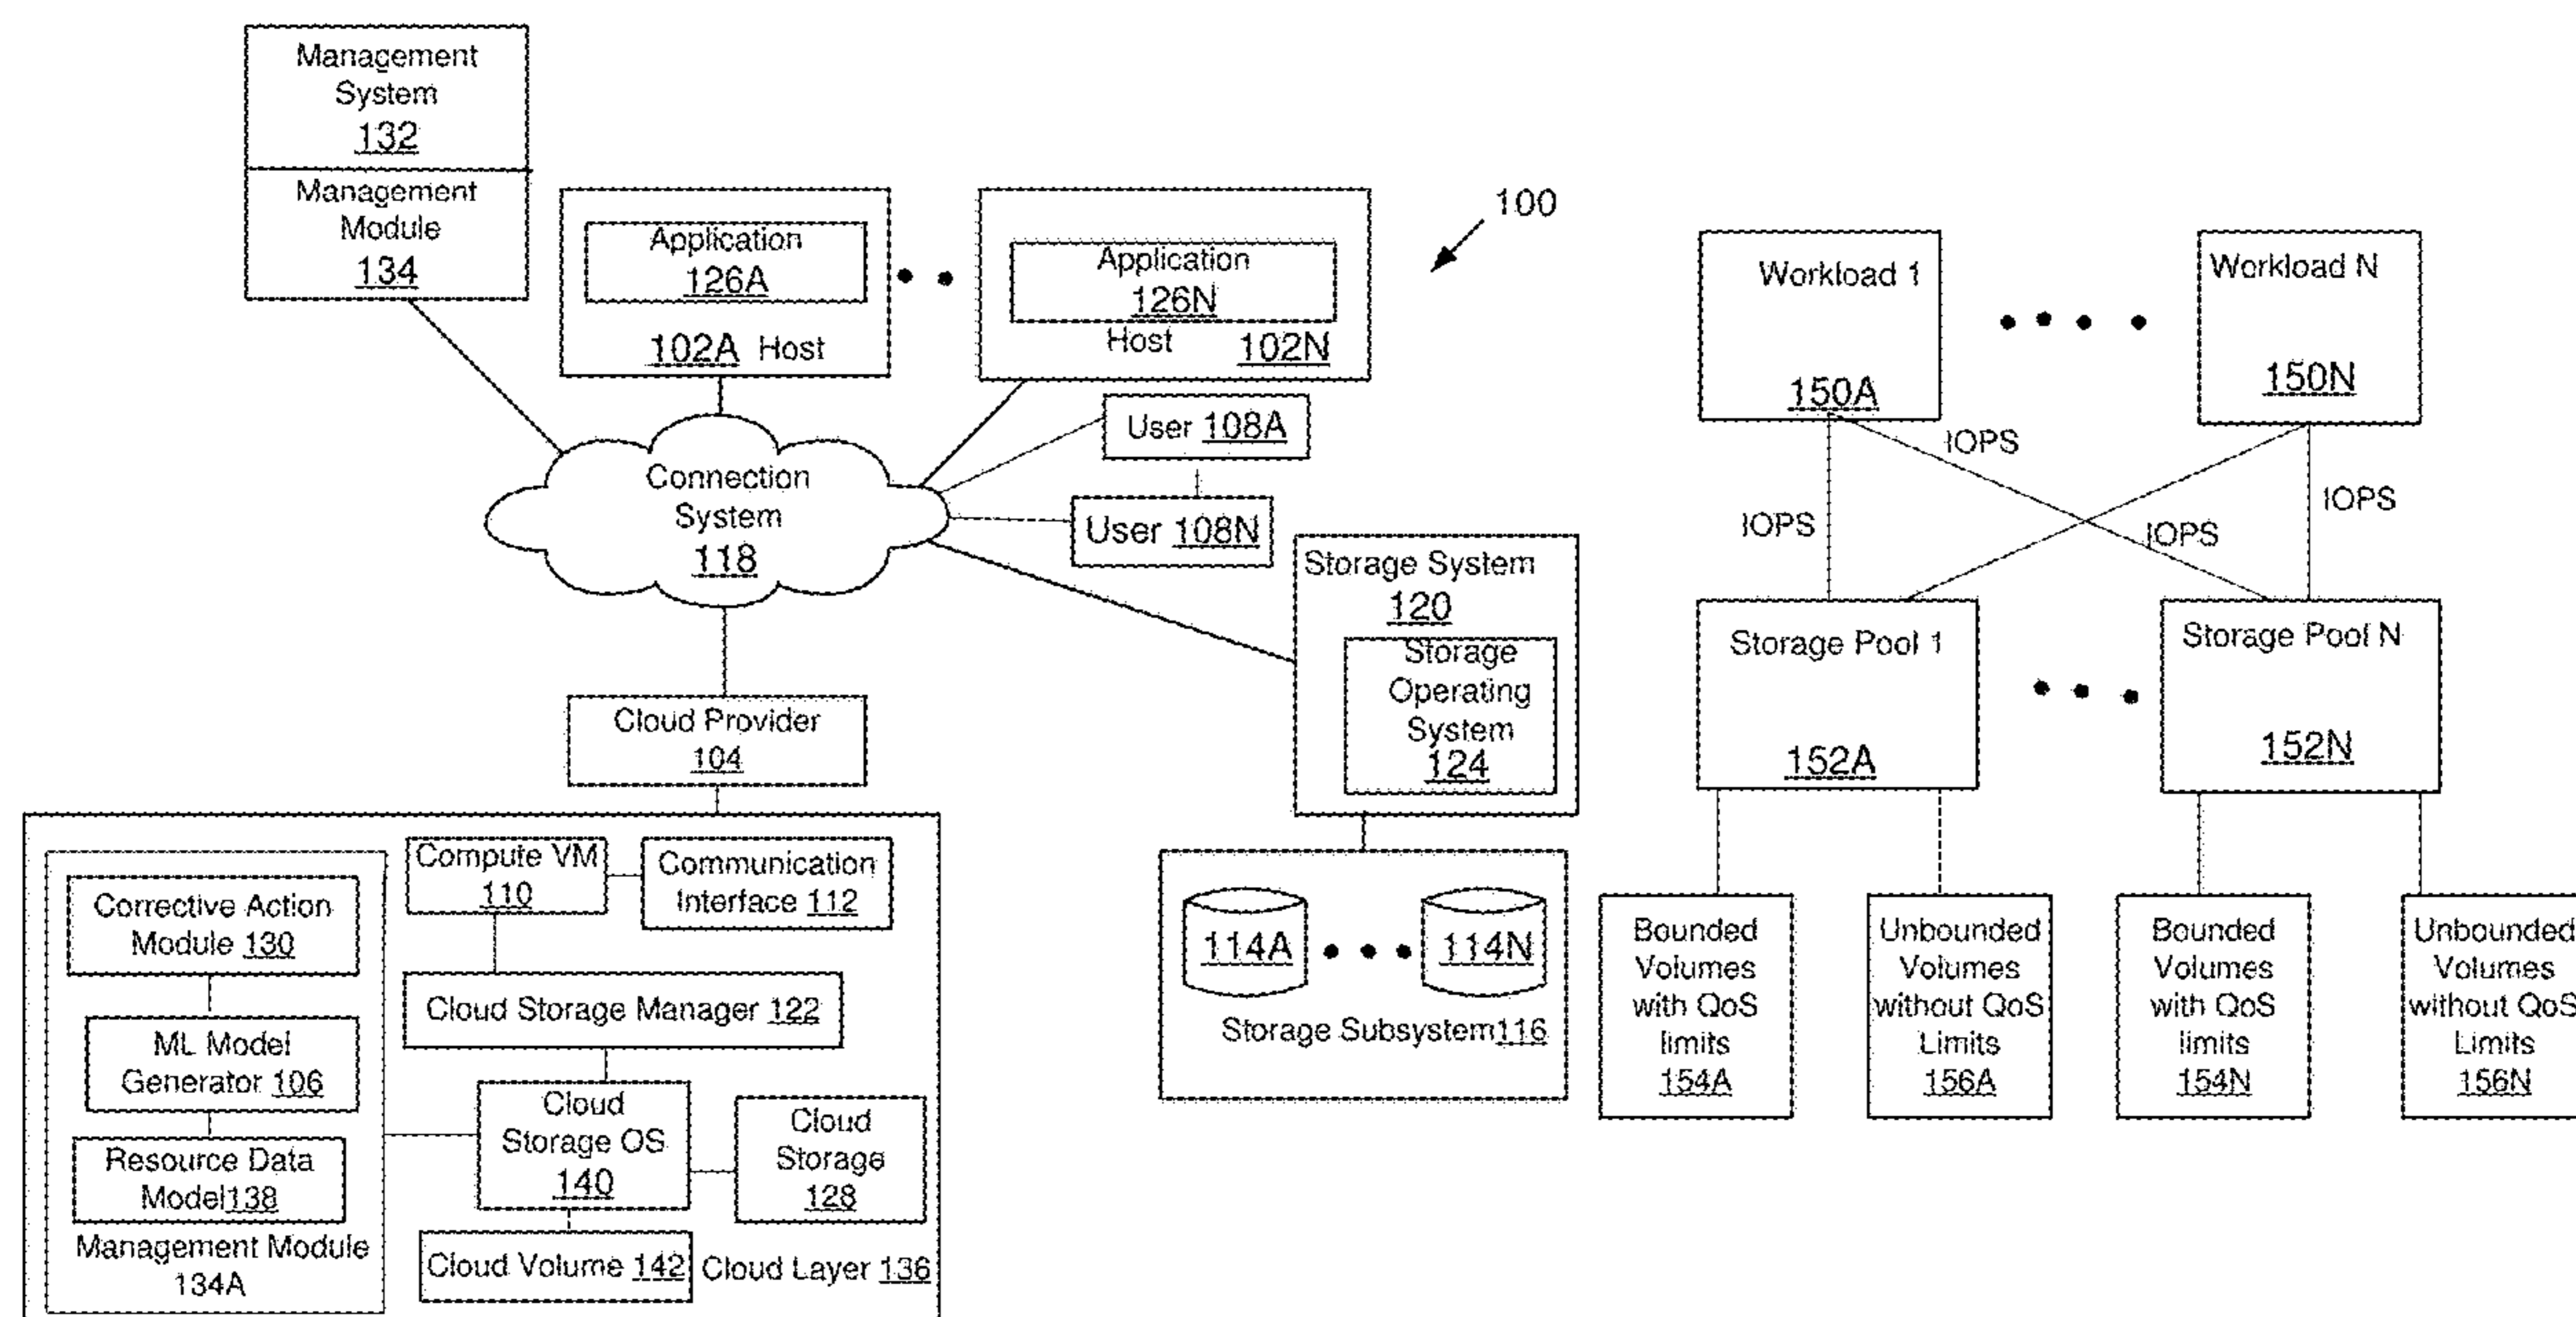 Management
System
132
Management
Module
134
Application
126A
102A Host
Application
126N
Host 102N
100
User 108A
User 108N
Connection
System
118
Storage System
120
Storage
Operating
System
124
Cloud Provider
104
Compute VM
110
Communication
Interface 112
Corrective Action
Module 130
Cloud Storage Manager 122
ML Model
Generator 106
Cloud
Storage OS
140
Cloud
Storage
128
Resource Data
Model138
Management Module
134A
Cloud Volume 142
Cloud Layer 136
114A
114N
Storage Subsystem116
Workload 1
150A
Workload N
150N
IOPS
IOPS
IOPS
IOPS
Storage Pool 1
152A
Storage Pool N
152N
Bounded
Volumes
with QoS
limits
154A
Unbounded
Volumes
without QoS
Limits
156A
Bounded
Volumes
with QoS
limits
154N
Unbounded
Volumes
without QoS
Limits
156N